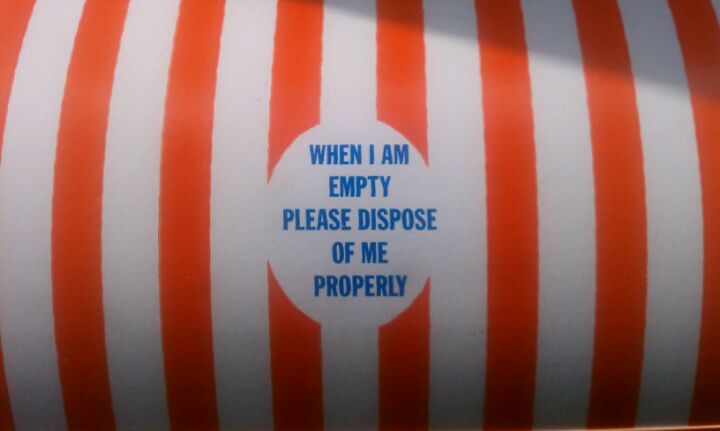 WHEN I AM
EMPTY
PLEASE DISPOSE
OF ME
PROPERLY